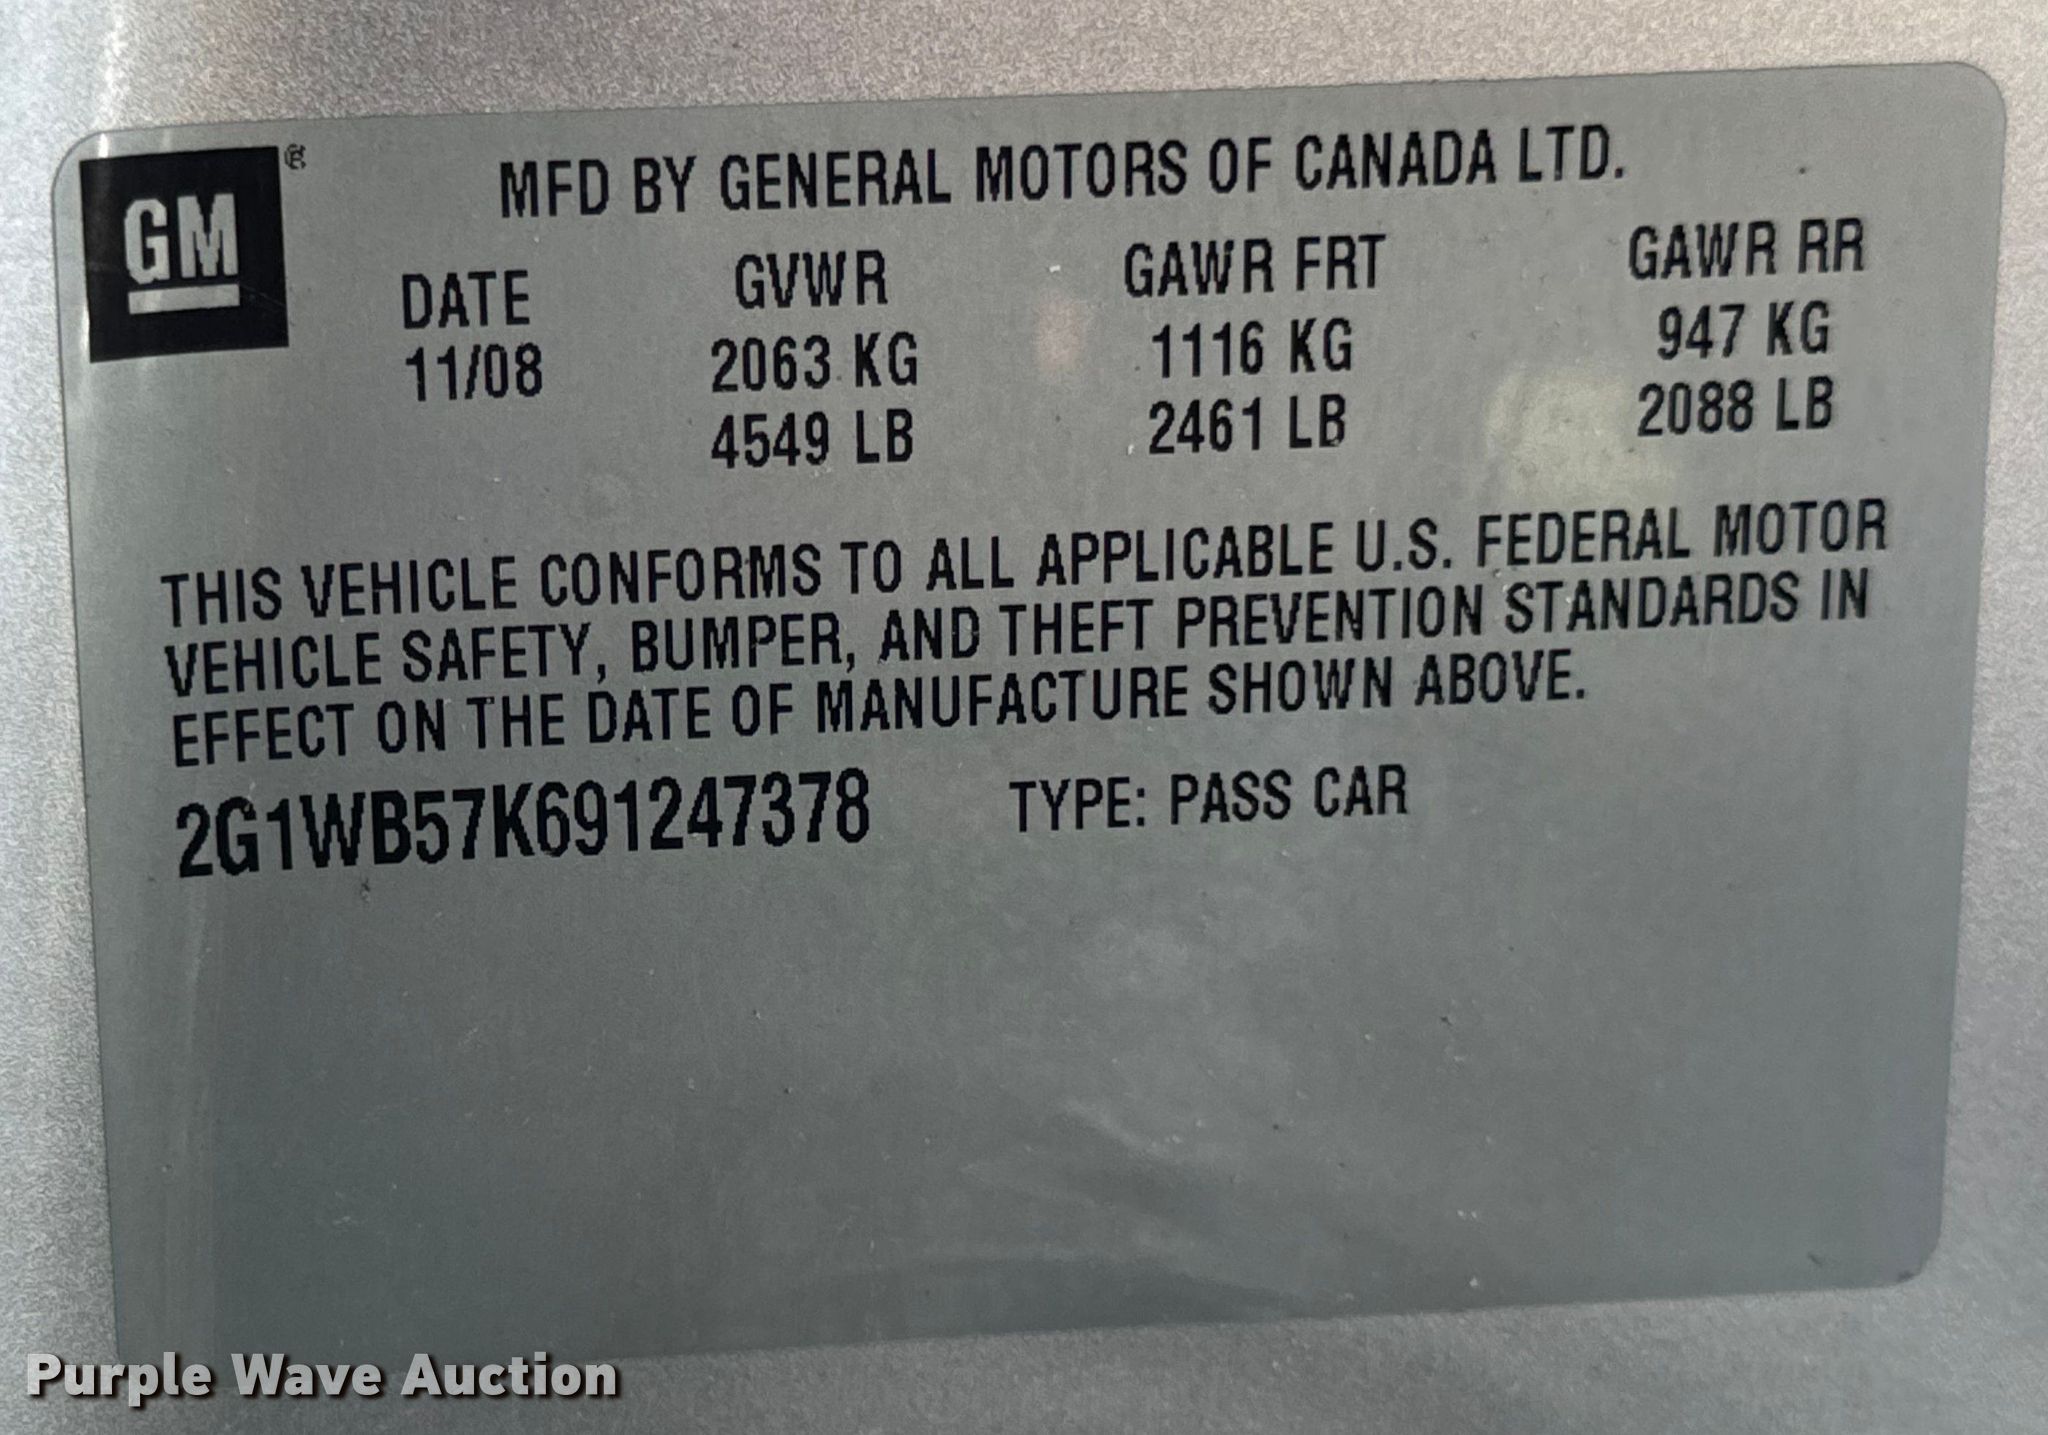 GM
MFD BY GENERAL MOTORS OF CANADA LTD.
DATE GVWR GAWR FRT GAWR RR
11/08 2063 KG 1116 KG 947 KG
4549 LB 2461 LB 2088 LB
THIS VEHICLE CONFORMS TO ALL APPLICABLE U.S. FEDERAL MOTOR
VEHICLE SAFETY, BUMPER, AND THEFT PREVENTION STANDARDS IN
EFFECT ON THE DATE OF MANUFACTURE SHOWN ABOVE.
2G1WB57K691247378 TYPE: PASS CAR
Purple Wave Auction